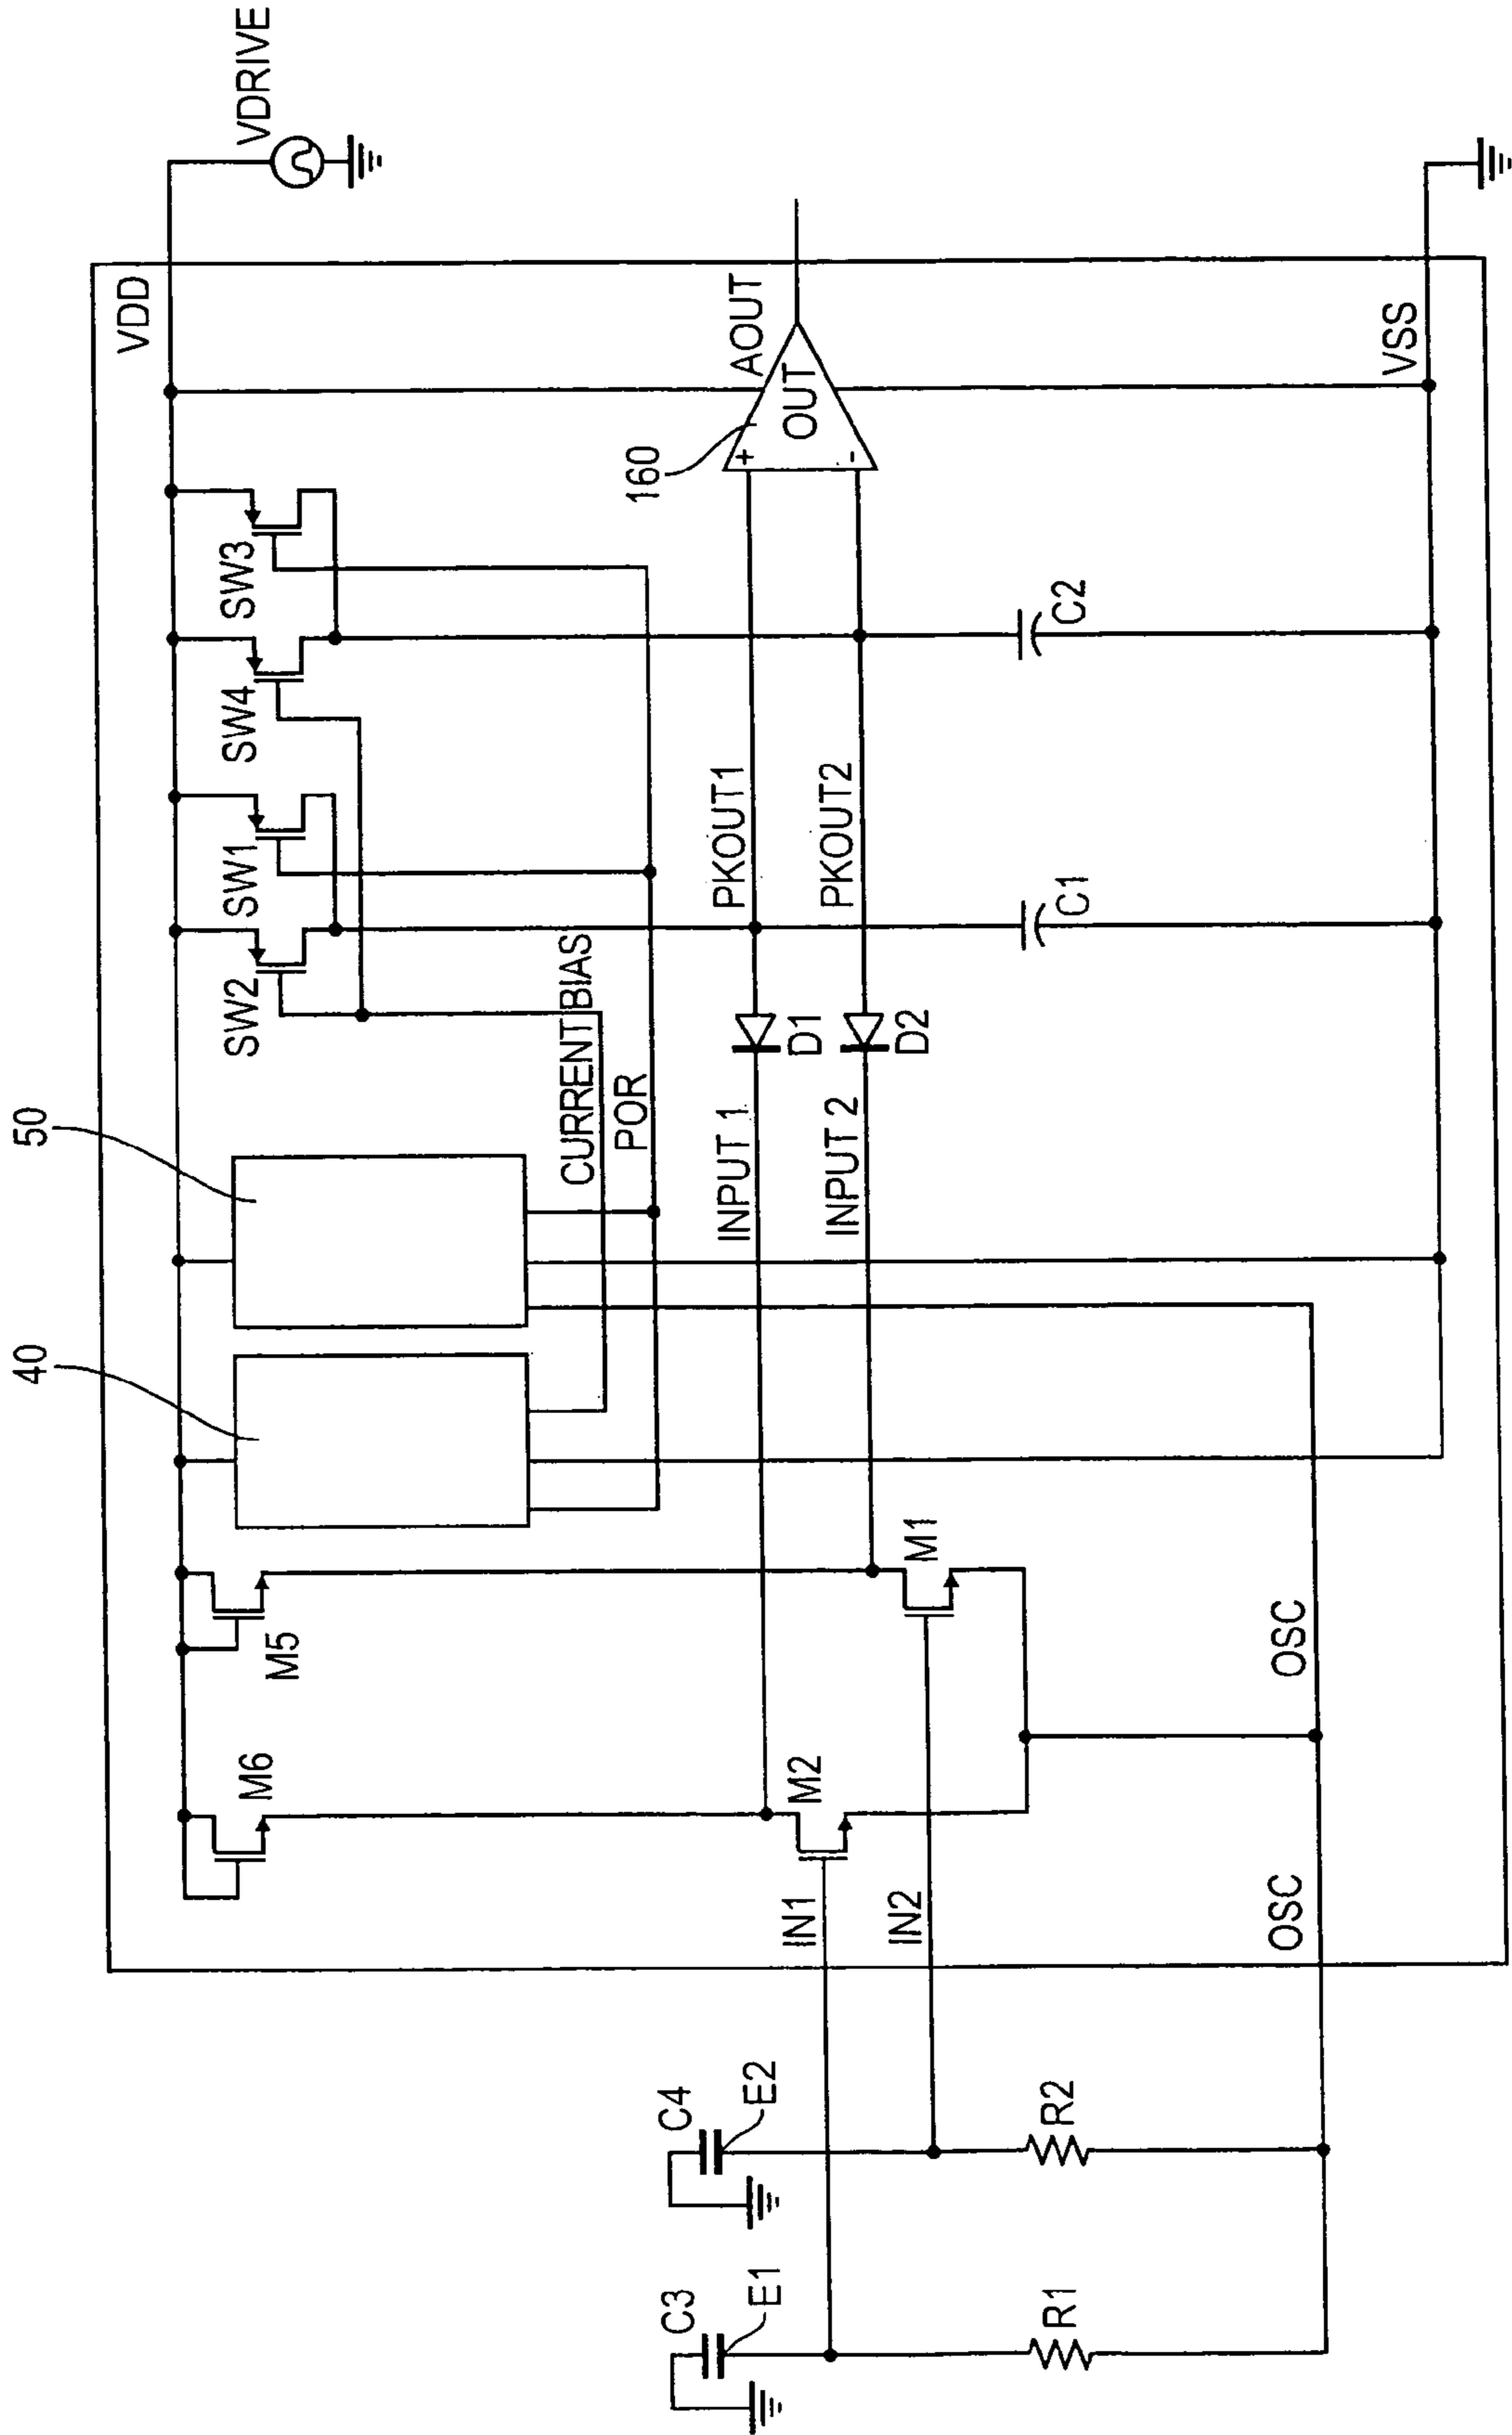 VDRIVE
VDD
AOUT
OUT
+
-
160
VSS
SW3
SW4
SW1
SW2
C2
C1
PKOUT1
PKOUT2
CURRENT BIAS
POR
D1
D2
INPUT 1
INPUT 2
50
40
M5
M1
OSC
M6
M2
IN1
IN2
OSC
C4
E2
R2
C3
E1
R1